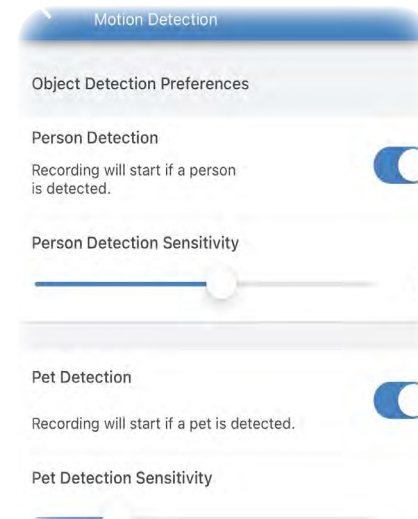 Motion Detection
Object Detection Preferences
Person Detection
Recording will start if a person
is detected.
Person Detection Sensitivity
Pet Detection
Recording will start if a pet is detected.
Pet Detection Sensitivity